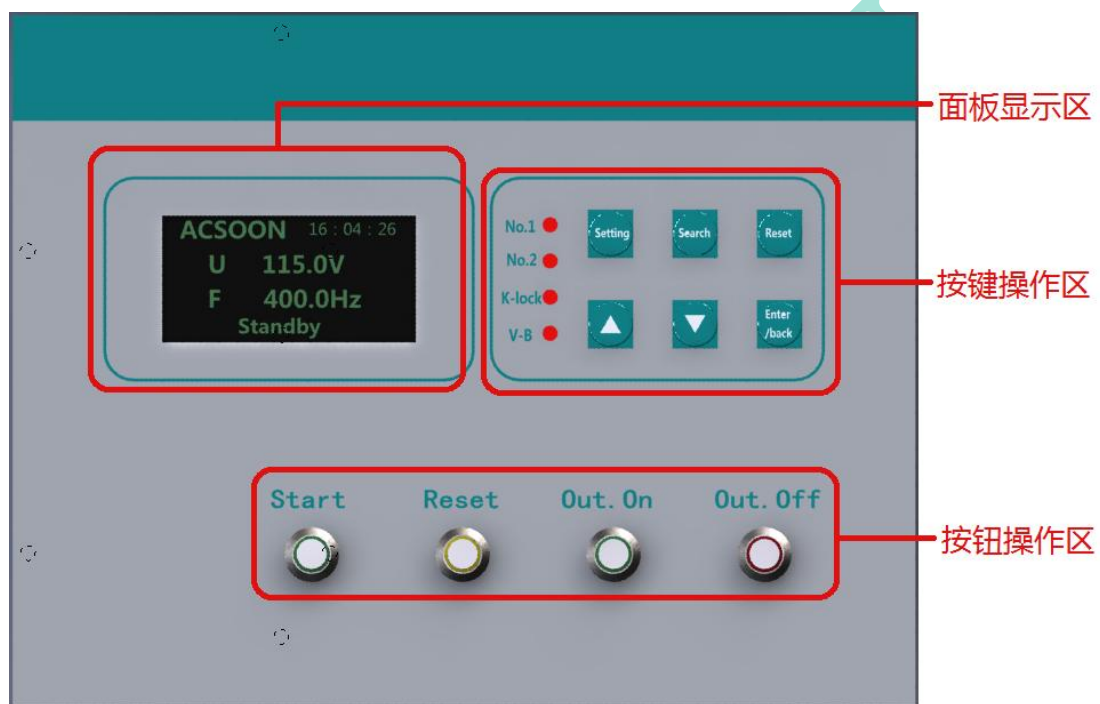 面板显示区
ACSOON 16 : 04 : 26
U 115.0V
F 400.0Hz
Standby
No.1
No.2
K-lock
V-B
Setting
Search
Reset
Enter
/back
按键操作区
Start Reset Out. On Out. Off
按钮操作区